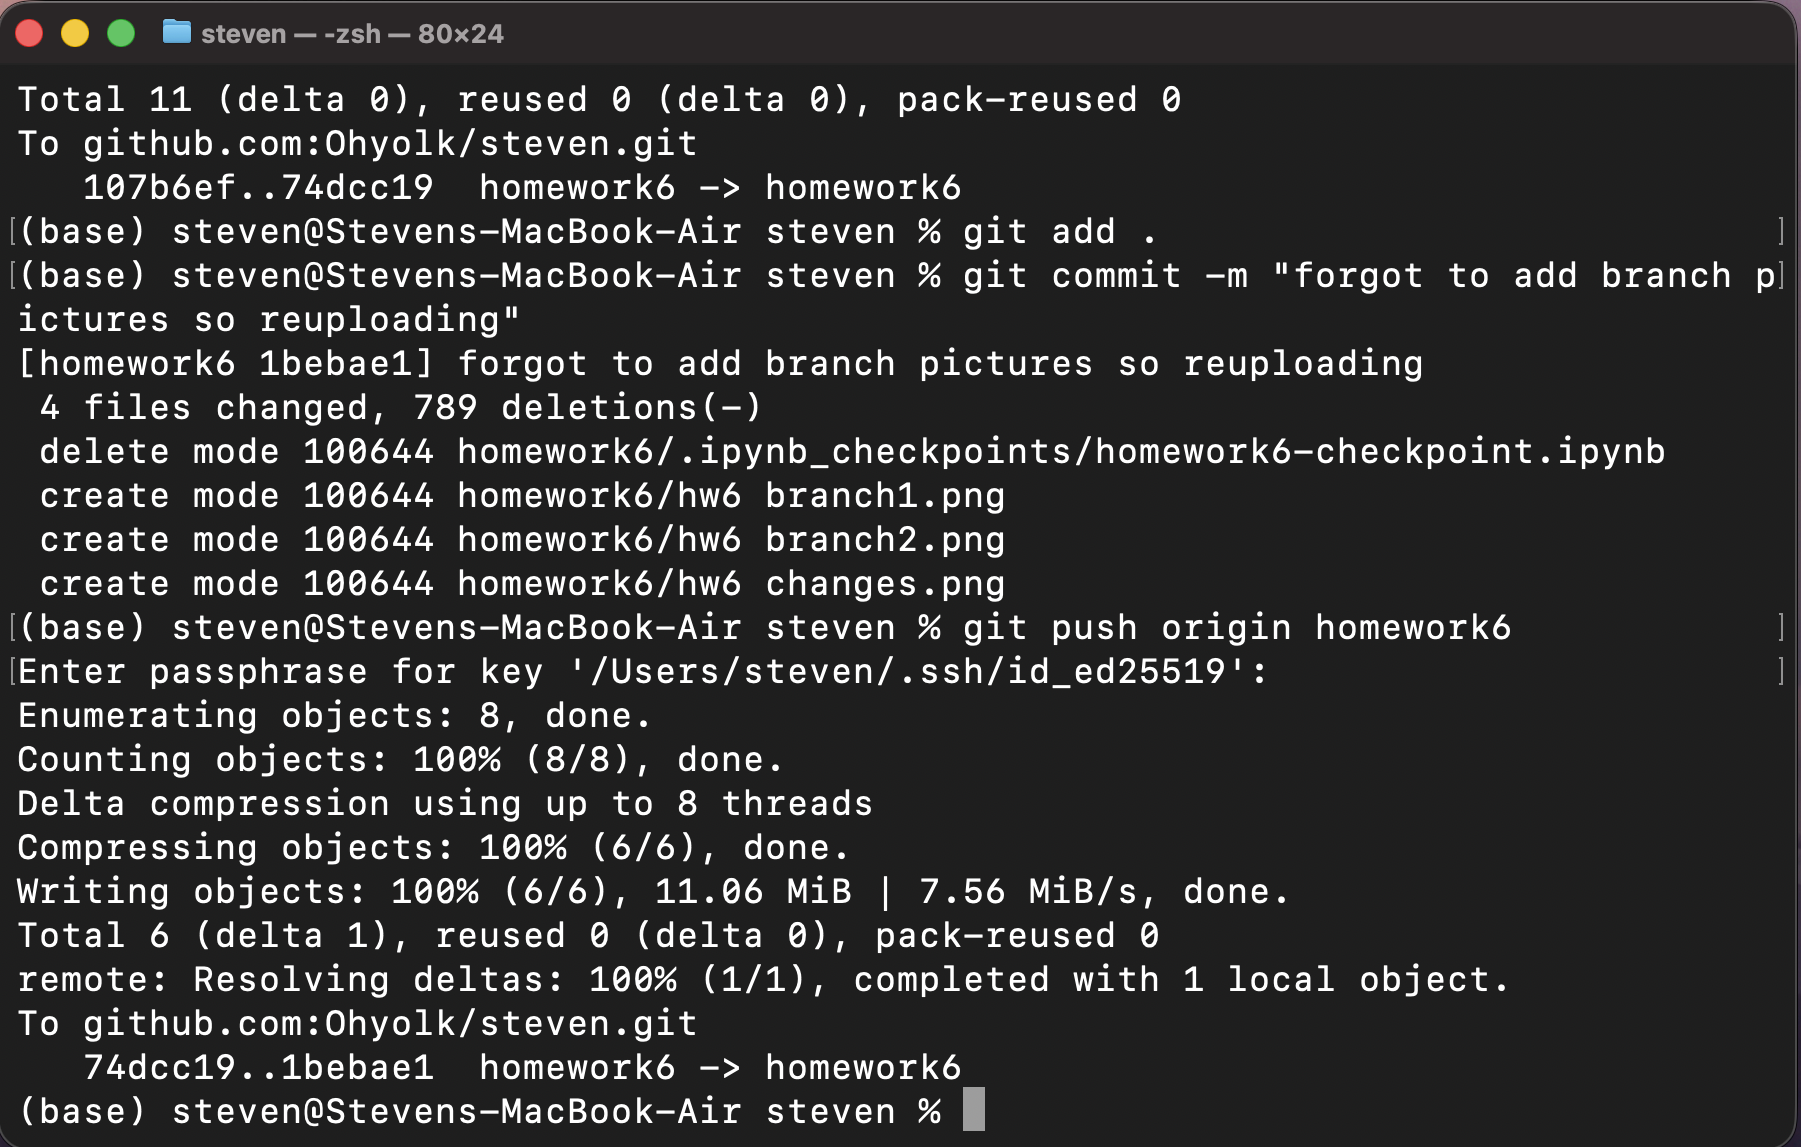 steven — -zsh — 80×24
Total 11 (delta 0), reused 0 (delta 0), pack-reused 0
To github.com:Ohyolk/steven.git
   107b6ef..74dcc19  homework6 -> homework6
[(base) steven@Stevens-MacBook-Air steven % git add .                            ]
[(base) steven@Stevens-MacBook-Air steven % git commit -m "forgot to add branch p]
ictures so reuploading"
[homework6 1bebae1] forgot to add branch pictures so reuploading
 4 files changed, 789 deletions(-)
 delete mode 100644 homework6/.ipynb_checkpoints/homework6-checkpoint.ipynb
 create mode 100644 homework6/hw6 branch1.png
 create mode 100644 homework6/hw6 branch2.png
 create mode 100644 homework6/hw6 changes.png
[(base) steven@Stevens-MacBook-Air steven % git push origin homework6            ]
[Enter passphrase for key '/Users/steven/.ssh/id_ed25519':                       ]
Enumerating objects: 8, done.
Counting objects: 100% (8/8), done.
Delta compression using up to 8 threads
Compressing objects: 100% (6/6), done.
Writing objects: 100% (6/6), 11.06 MiB | 7.56 MiB/s, done.
Total 6 (delta 1), reused 0 (delta 0), pack-reused 0
remote: Resolving deltas: 100% (1/1), completed with 1 local object.
To github.com:Ohyolk/steven.git
   74dcc19..1bebae1  homework6 -> homework6
(base) steven@Stevens-MacBook-Air steven %